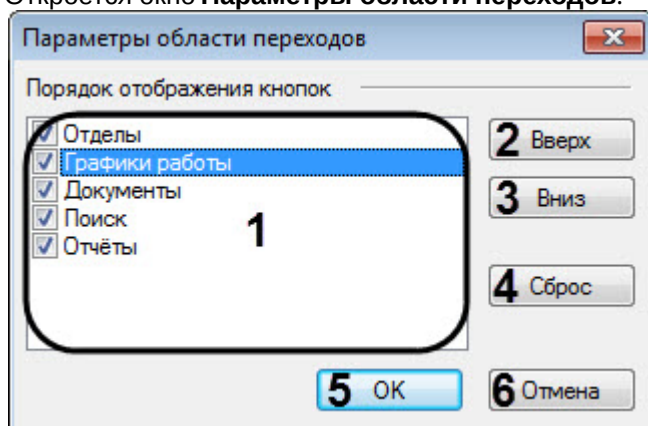 Откроется окно Параметры области переходов.
Параметры области переходов
Порядок отображения кнопок
Отделы
2 Вверх
Графики работы
Документы
3 Вниз
Поиск
1
Отчёты
4 Сброс
5 OK
6 Отмена